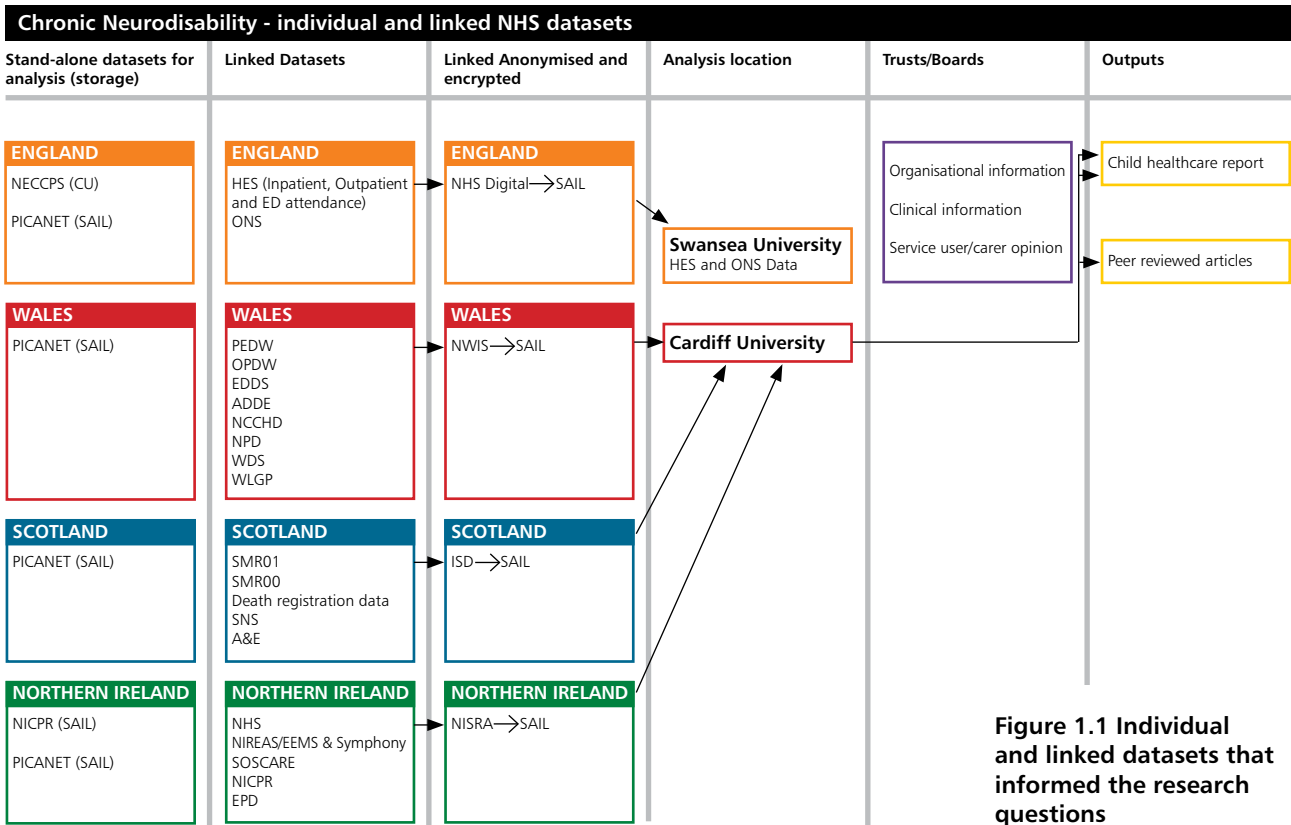 Chronic Neurodisability - individual and linked NHS datasets
Stand-alone datasets for
analysis (storage)
Linked Datasets
Linked Anonymised and
encrypted
Analysis location
Trusts/Boards
Outputs
ENGLAND
NECCPS (CU)
PICANET (SAIL)
ENGLAND
HES (Inpatient, Outpatient
and ED attendance)
ONS
ENGLAND
NHS Digital→SAIL
Swansea University
HES and ONS Data
Organisational information
Clinical information
Service user/carer opinion
Child healthcare report
Peer reviewed articles
WALES
PICANET (SAIL)
WALES
PEDW
OPDW
EDDS
ADDE
NCCHD
NPD
WDS
WLGP
WALES
NWIS→SAIL
Cardiff University
SCOTLAND
PICANET (SAIL)
SCOTLAND
SMR01
SMR00
Death registration data
SNS
A&E
SCOTLAND
ISD→SAIL
NORTHERN IRELAND
NICPR (SAIL)
PICANET (SAIL)
NORTHERN IRELAND
NHS
NIREAS/EEMS & Symphony
SOSCARE
NICPR
EPD
NORTHERN IRELAND
NISRA→SAIL
Figure 1.1 Individual
and linked datasets that
informed the research
questions